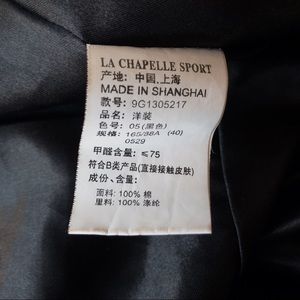 LA CHAPELLE SPORT
产地: 中国.上海
MADE IN SHANGHAI
款号: 9G1305217
品名: 洋装
色号: 05(黑色)
规格: 165/88A (40)
0529
甲醛含量: ≤75
符合B类产品(直接接触皮肤)
成份、含量:
面料: 100% 棉
里料: 100% 涤纶